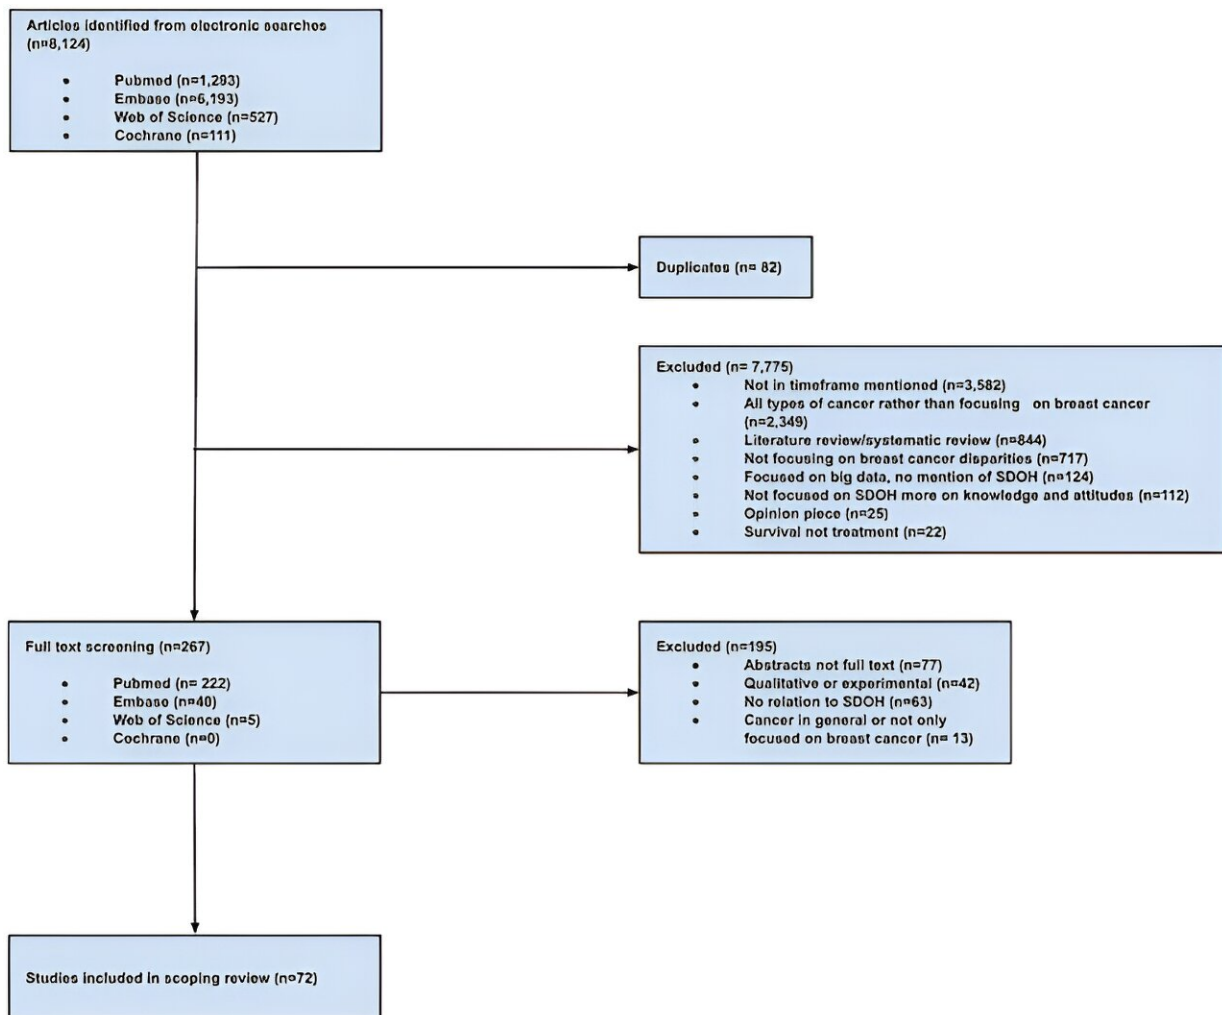 Articles identified from electronic searches
(n=8,124)
• Pubmed (n=1,293)
• Embase (n=6,193)
• Web of Science (n=527)
• Cochrane (n=111)
Duplicates (n= 82)
Excluded (n= 7,775)
• Not in timeframe mentioned (n=3,582)
• All types of cancer rather than focusing on breast cancer
(n=2,349)
• Literature review/systematic review (n=844)
• Not focusing on breast cancer disparities (n=717)
• Focused on big data, no mention of SDOH (n=124)
• Not focused on SDOH more on knowledge and attitudes (n=112)
• Opinion piece (n=25)
• Survival not treatment (n=22)
Full text screening (n=267)
• Pubmed (n= 222)
• Embase (n=40)
• Web of Science (n=5)
• Cochrane (n=0)
Excluded (n=195)
• Abstracts not full text (n=77)
• Qualitative or experimental (n=42)
• No relation to SDOH (n=63)
• Cancer in general or not only
focused on breast cancer (n= 13)
Studies included in scoping review (n=72)